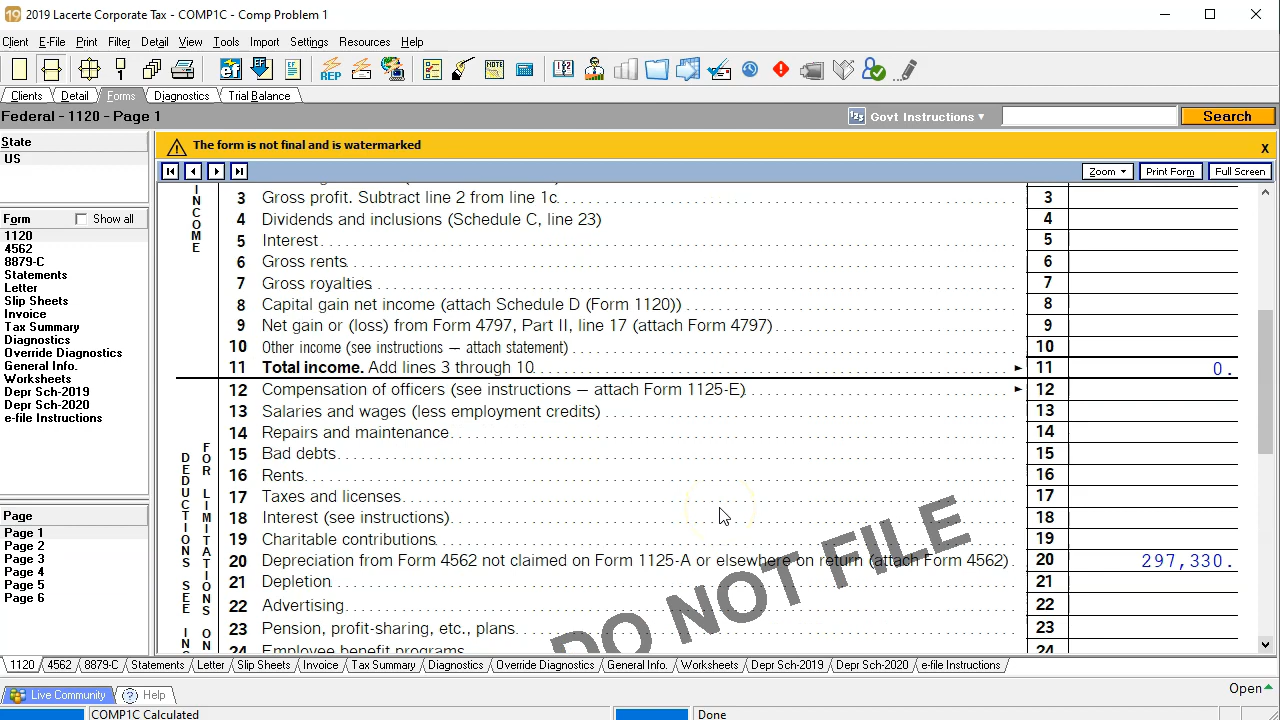 19 2019 Lacerte Corporate Tax - COMP1C - Comp Problem 1
Client E-File Print Filter Detail View Tools Import Settings Resources Help
ef REP NOTE
Clients Detail Forms Diagnostics Trial Balance
Federal - 1120 - Page 1
Govt Instructions
Search
State
US
Form Show all
1120
4562
8879-C
Statements
Letter
Slip Sheets
Invoice
Tax Summary
Diagnostics
Override Diagnostics
General Info.
Worksheets
Depr Sch-2019
Depr Sch-2020
e-file Instructions
Page
Page 1
Page 2
Page 3
Page 4
Page 5
Page 6
The form is not final and is watermarked x
Zoom Print Form Full Screen
INCOME
3 Gross profit. Subtract line 2 from line 1c 3
4 Dividends and inclusions (Schedule C, line 23) 4
5 Interest 5
6 Gross rents 6
7 Gross royalties 7
8 Capital gain net income (attach Schedule D (Form 1120)) 8
9 Net gain or (loss) from Form 4797, Part II, line 17 (attach Form 4797) 9
10 Other income (see instructions — attach statement) 10
11 Total income. Add lines 3 through 10 11 0.
DEDUCTIONS SEE IN
FOR LIMITATIONS ON
12 Compensation of officers (see instructions — attach Form 1125-E) 12
13 Salaries and wages (less employment credits) 13
14 Repairs and maintenance 14
15 Bad debts 15
16 Rents 16
17 Taxes and licenses 17
18 Interest (see instructions) 18
19 Charitable contributions 19
20 Depreciation from Form 4562 not claimed on Form 1125-A or elsewhere on return (attach Form 4562) 20 297,330.
21 Depletion 21
22 Advertising 22
23 Pension, profit-sharing, etc., plans 23
24 Employee benefit programs 24
DO NOT FILE
1120 4562 8879-C Statements Letter Slip Sheets Invoice Tax Summary Diagnostics Override Diagnostics General Info. Worksheets Depr Sch-2019 Depr Sch-2020 e-file Instructions
Live Community Help Open
COMP1C Calculated Done